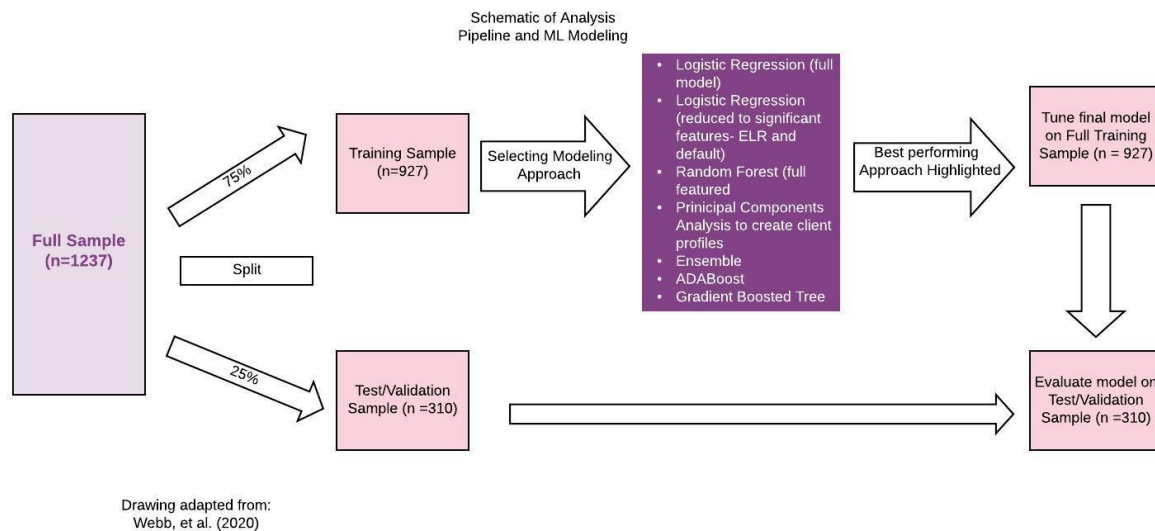 Schematic of Analysis
Pipeline and ML Modeling
Full Sample
(n=1237)
75%
Split
25%
Training Sample
(n=927)
Test/Validation
Sample (n =310)
Selecting Modeling
Approach
• Logistic Regression (full
model)
• Logistic Regression
(reduced to significant
features- ELR and
default)
• Random Forest (full
featured
• Prinicipal Components
Analysis to create client
profiles
• Ensemble
• ADABoost
• Gradient Boosted Tree
Best performing
Approach Highlighted
Tune final model
on Full Training
Sample (n = 927)
Evaluate model on
Test/Validation
Sample (n =310)
Drawing adapted from:
Webb, et al. (2020)